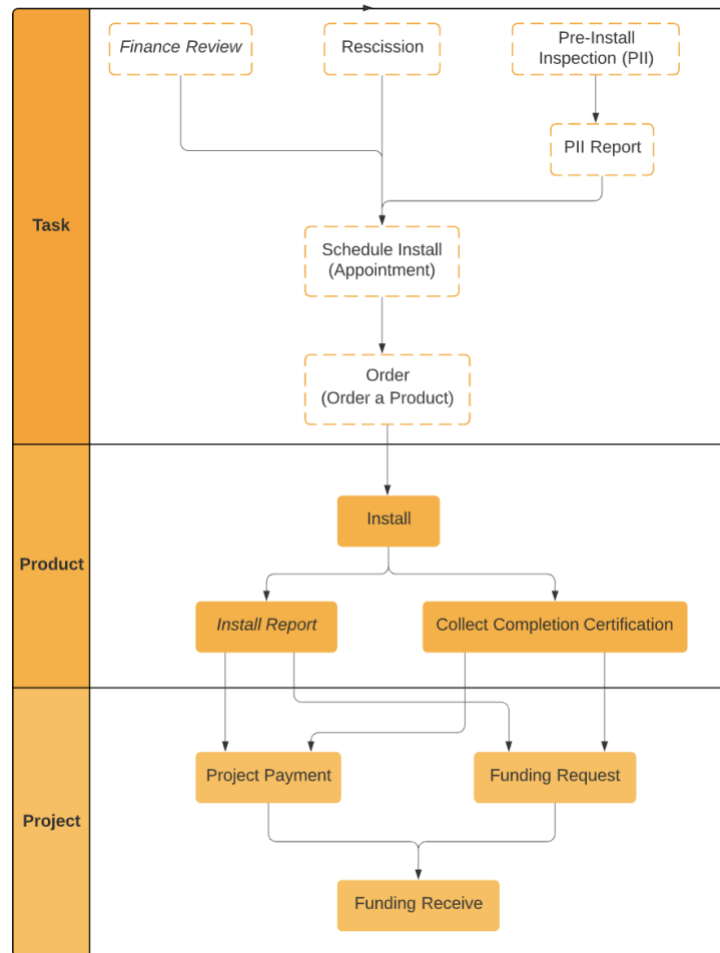 Finance Review
Rescission
Pre-Install
Inspection (PII)
PII Report
Task
Schedule Install
(Appointment)
Order
(Order a Product)
Install
Product
Install Report
Collect Completion Certification
Project Payment
Funding Request
Project
Funding Receive